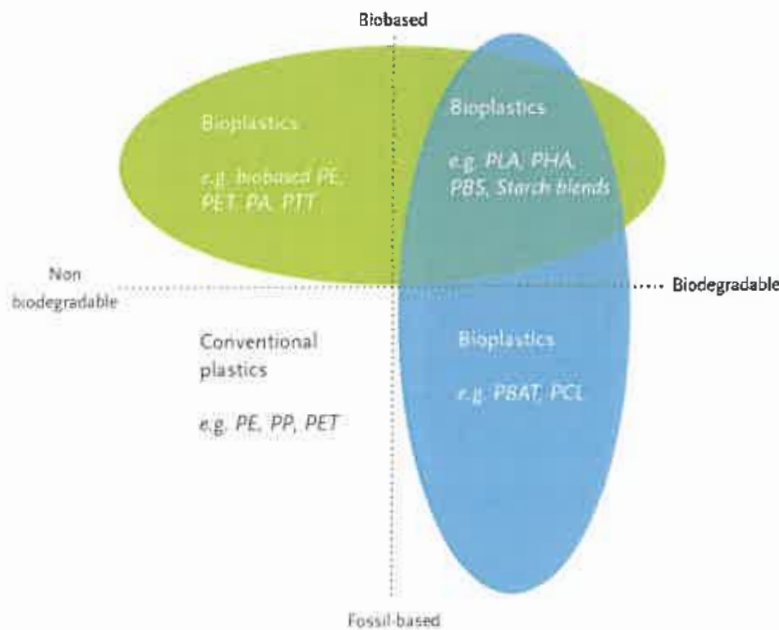 Biobased
Bioplastics
e.g. biobased PE,
PET, PA, PTT
Bioplastics
e.g. PLA, PHA,
PBS, Starch blends
Non
biodegradable
Biodegradable
Conventional
plastics
e.g. PE, PP, PET
Bioplastics
e.g. PBAT, PCL
Fossil-based